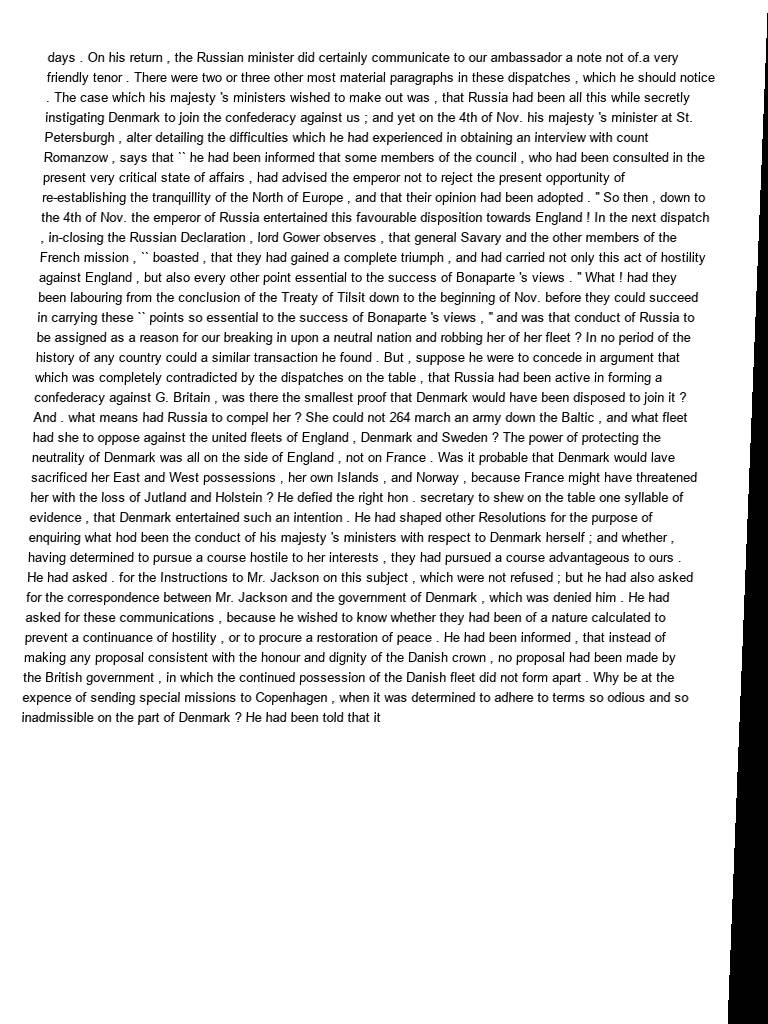 days . On his return , the Russian minister did certainly communicate to our ambassador a note not of.a very
friendly tenor . There were two or three other most material paragraphs in these dispatches , which he should notice
. The case which his majesty 's ministers wished to make out was , that Russia had been all this while secretly
instigating Denmark to join the confederacy against us ; and yet on the 4th of Nov. his majesty 's minister at St.
Petersburgh , alter detailing the difficulties which he had experienced in obtaining an interview with count
Romanzow , says that `` he had been informed that some members of the council , who had been consulted in the
present very critical state of affairs , had advised the emperor not to reject the present opportunity of
re-establishing the tranquillity of the North of Europe , and that their opinion had been adopted . " So then , down to
the 4th of Nov. the emperor of Russia entertained this favourable disposition towards England ! In the next dispatch
, in-closing the Russian Declaration , lord Gower observes , that general Savary and the other members of the
French mission , `` boasted , that they had gained a complete triumph , and had carried not only this act of hostility
against England , but also every other point essential to the success of Bonaparte 's views . " What ! had they
been labouring from the conclusion of the Treaty of Tilsit down to the beginning of Nov. before they could succeed
in carrying these `` points so essential to the success of Bonaparte 's views , " and was that conduct of Russia to
be assigned as a reason for our breaking in upon a neutral nation and robbing her of her fleet ? In no period of the
history of any country could a similar transaction he found . But , suppose he were to concede in argument that
which was completely contradicted by the dispatches on the table , that Russia had been active in forming a
confederacy against G. Britain , was there the smallest proof that Denmark would have been disposed to join it ?
And . what means had Russia to compel her ? She could not 264 march an army down the Baltic , and what fleet
had she to oppose against the united fleets of England , Denmark and Sweden ? The power of protecting the
neutrality of Denmark was all on the side of England , not on France . Was it probable that Denmark would lave
sacrificed her East and West possessions , her own Islands , and Norway , because France might have threatened
her with the loss of Jutland and Holstein ? He defied the right hon . secretary to shew on the table one syllable of
evidence , that Denmark entertained such an intention . He had shaped other Resolutions for the purpose of
enquiring what hod been the conduct of his majesty 's ministers with respect to Denmark herself ; and whether ,
having determined to pursue a course hostile to her interests , they had pursued a course advantageous to ours .
He had asked . for the Instructions to Mr. Jackson on this subject , which were not refused ; but he had also asked
for the correspondence between Mr. Jackson and the government of Denmark , which was denied him . He had
asked for these communications , because he wished to know whether they had been of a nature calculated to
prevent a continuance of hostility , or to procure a restoration of peace . He had been informed , that instead of
making any proposal consistent with the honour and dignity of the Danish crown , no proposal had been made by
the British government , in which the continued possession of the Danish fleet did not form apart . Why be at the
expence of sending special missions to Copenhagen , when it was determined to adhere to terms so odious and so
inadmissible on the part of Denmark ? He had been told that it